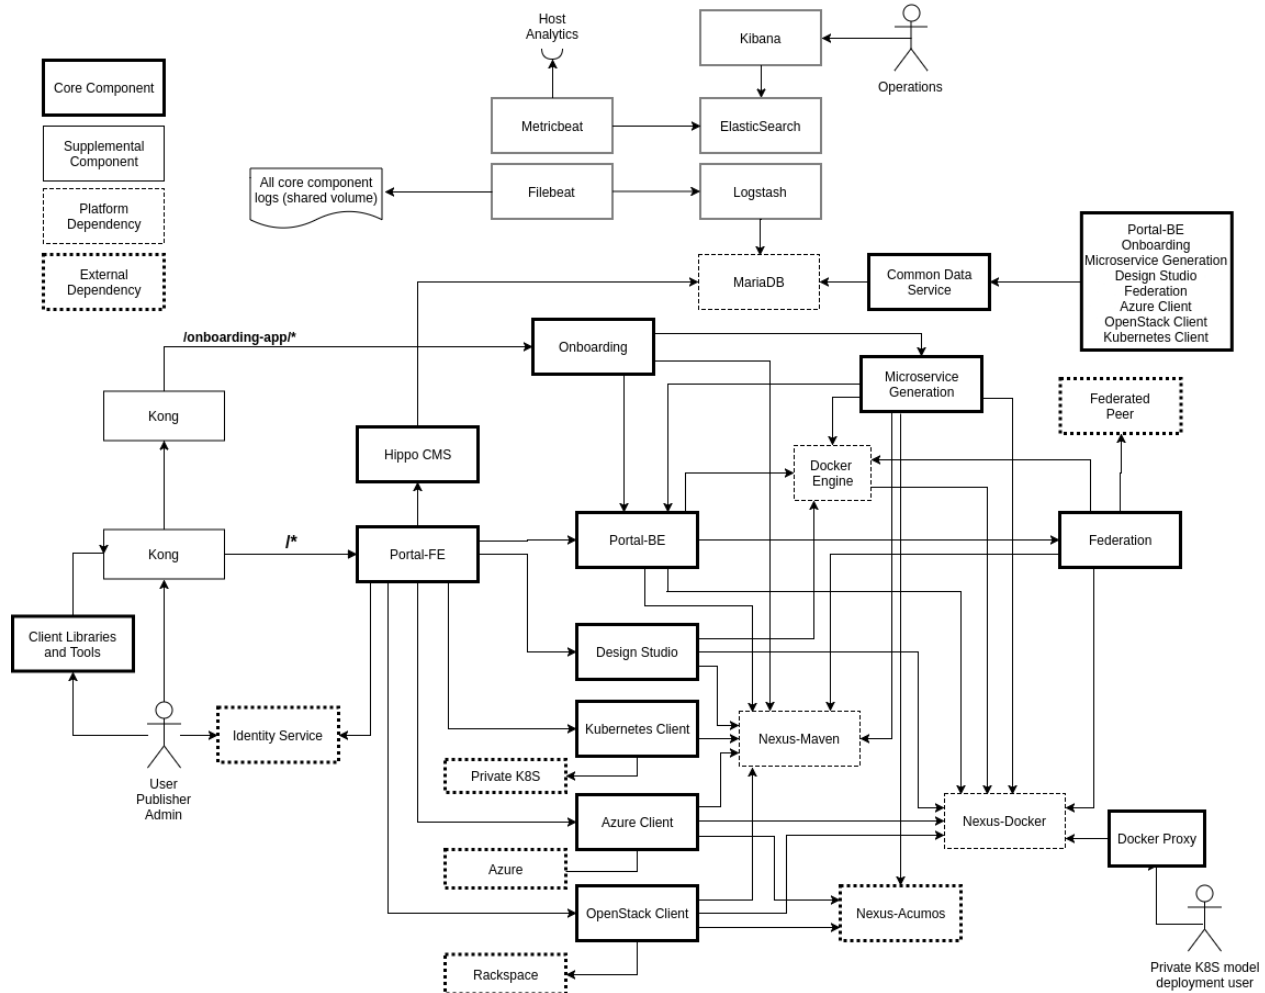 Host
Analytics
Kibana
Operations
Core Component
Metricbeat
ElasticSearch
Supplemental
Component
All core component
logs (shared volume)
Filebeat
Logstash
Platform
Dependency
External
Dependency
MariaDB
Common Data
Service
Portal-BE
Onboarding
Microservice Generation
Design Studio
Federation
Azure Client
OpenStack Client
Kubernetes Client
/onboarding-app/*
Onboarding
Microservice
Generation
Federated
Peer
Kong
Hippo CMS
Docker
Engine
Kong
/*
Portal-FE
Portal-BE
Federation
Client Libraries
and Tools
Design Studio
Identity Service
Kubernetes Client
Nexus-Maven
User
Publisher
Admin
Private K8S
Azure Client
Nexus-Docker
Docker Proxy
Azure
OpenStack Client
Nexus-Acumos
Rackspace
Private K8S model
deployment user